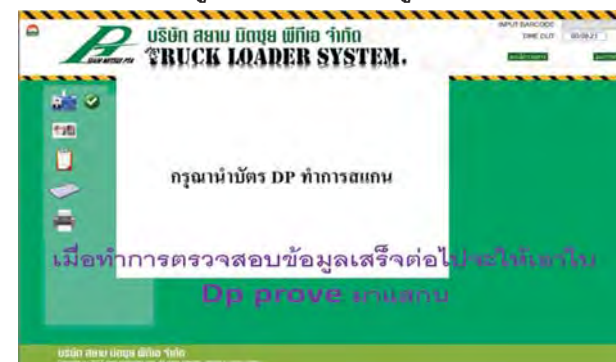 INPUT BARCODE
บริษัท สยาม มิตซุย พีทีเอ จำกัด
TIME OUT
TRUCK LOADER SYSTEM.
SIAM MITSUI PTA
กรุณานำบัตร DP ทำการสแกน
เมื่อทำการตรวจสอบข้อมูลเสร็จต่อไปจะให้เอาใบ
Dp prove มาแสกน
บริษัท สยาม มิตซุย พีทีเอ จำกัด